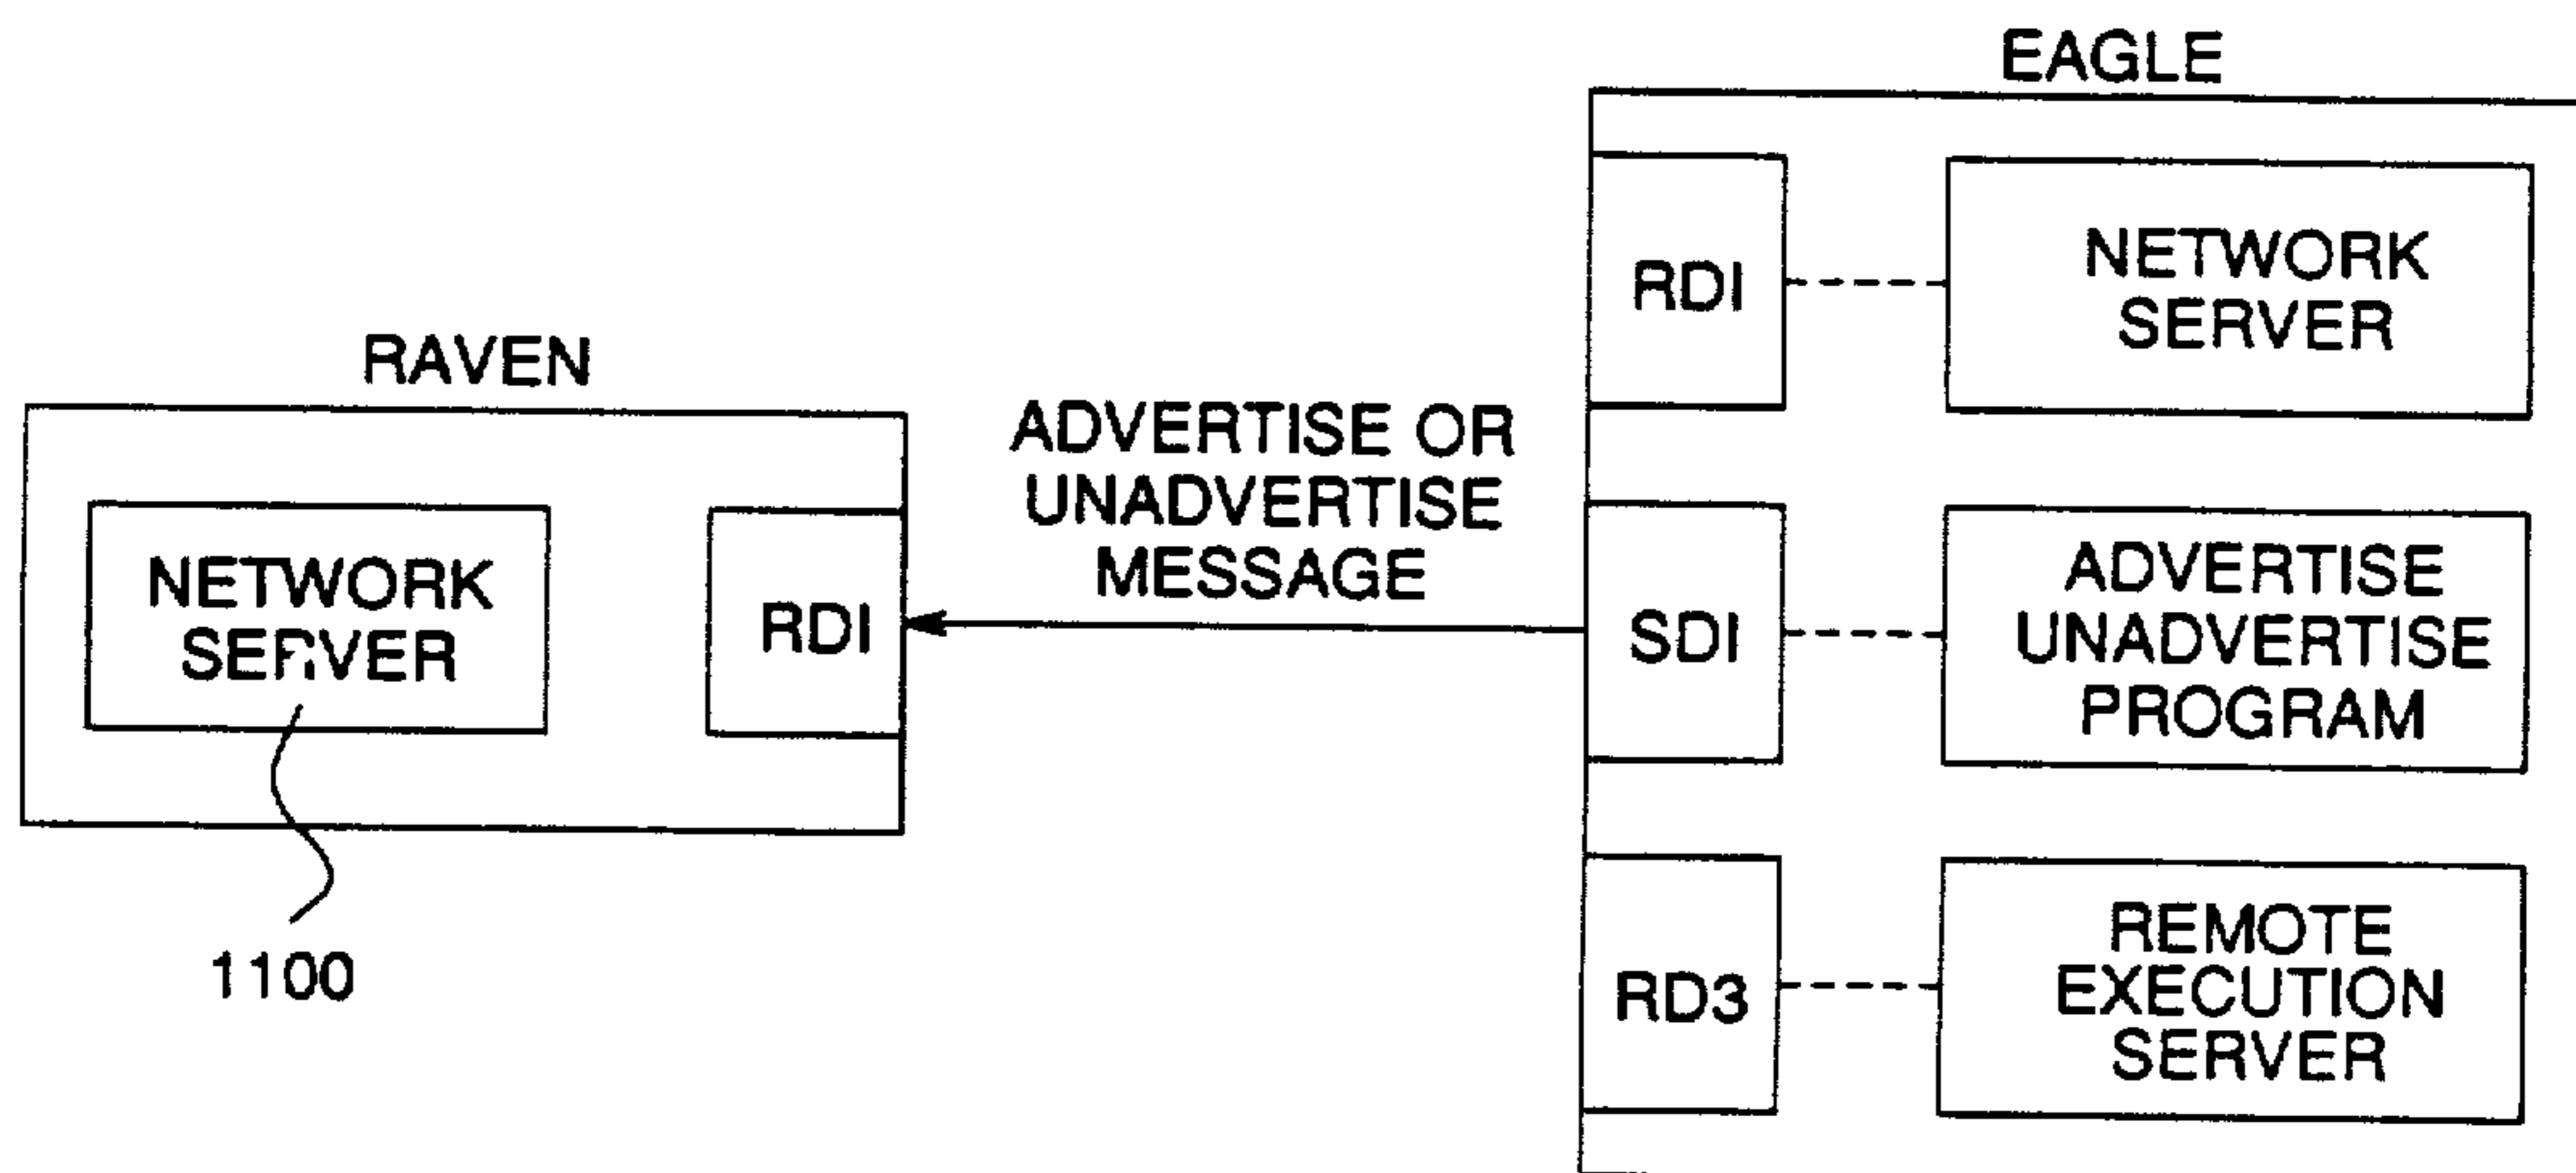 RAVEN
NETWORK
SERVER
RDI
1100
ADVERTISE OR
UNADVERTISE
MESSAGE
EAGLE
RDI
NETWORK
SERVER
SDI
ADVERTISE
UNADVERTISE
PROGRAM
RD3
REMOTE
EXECUTION
SERVER